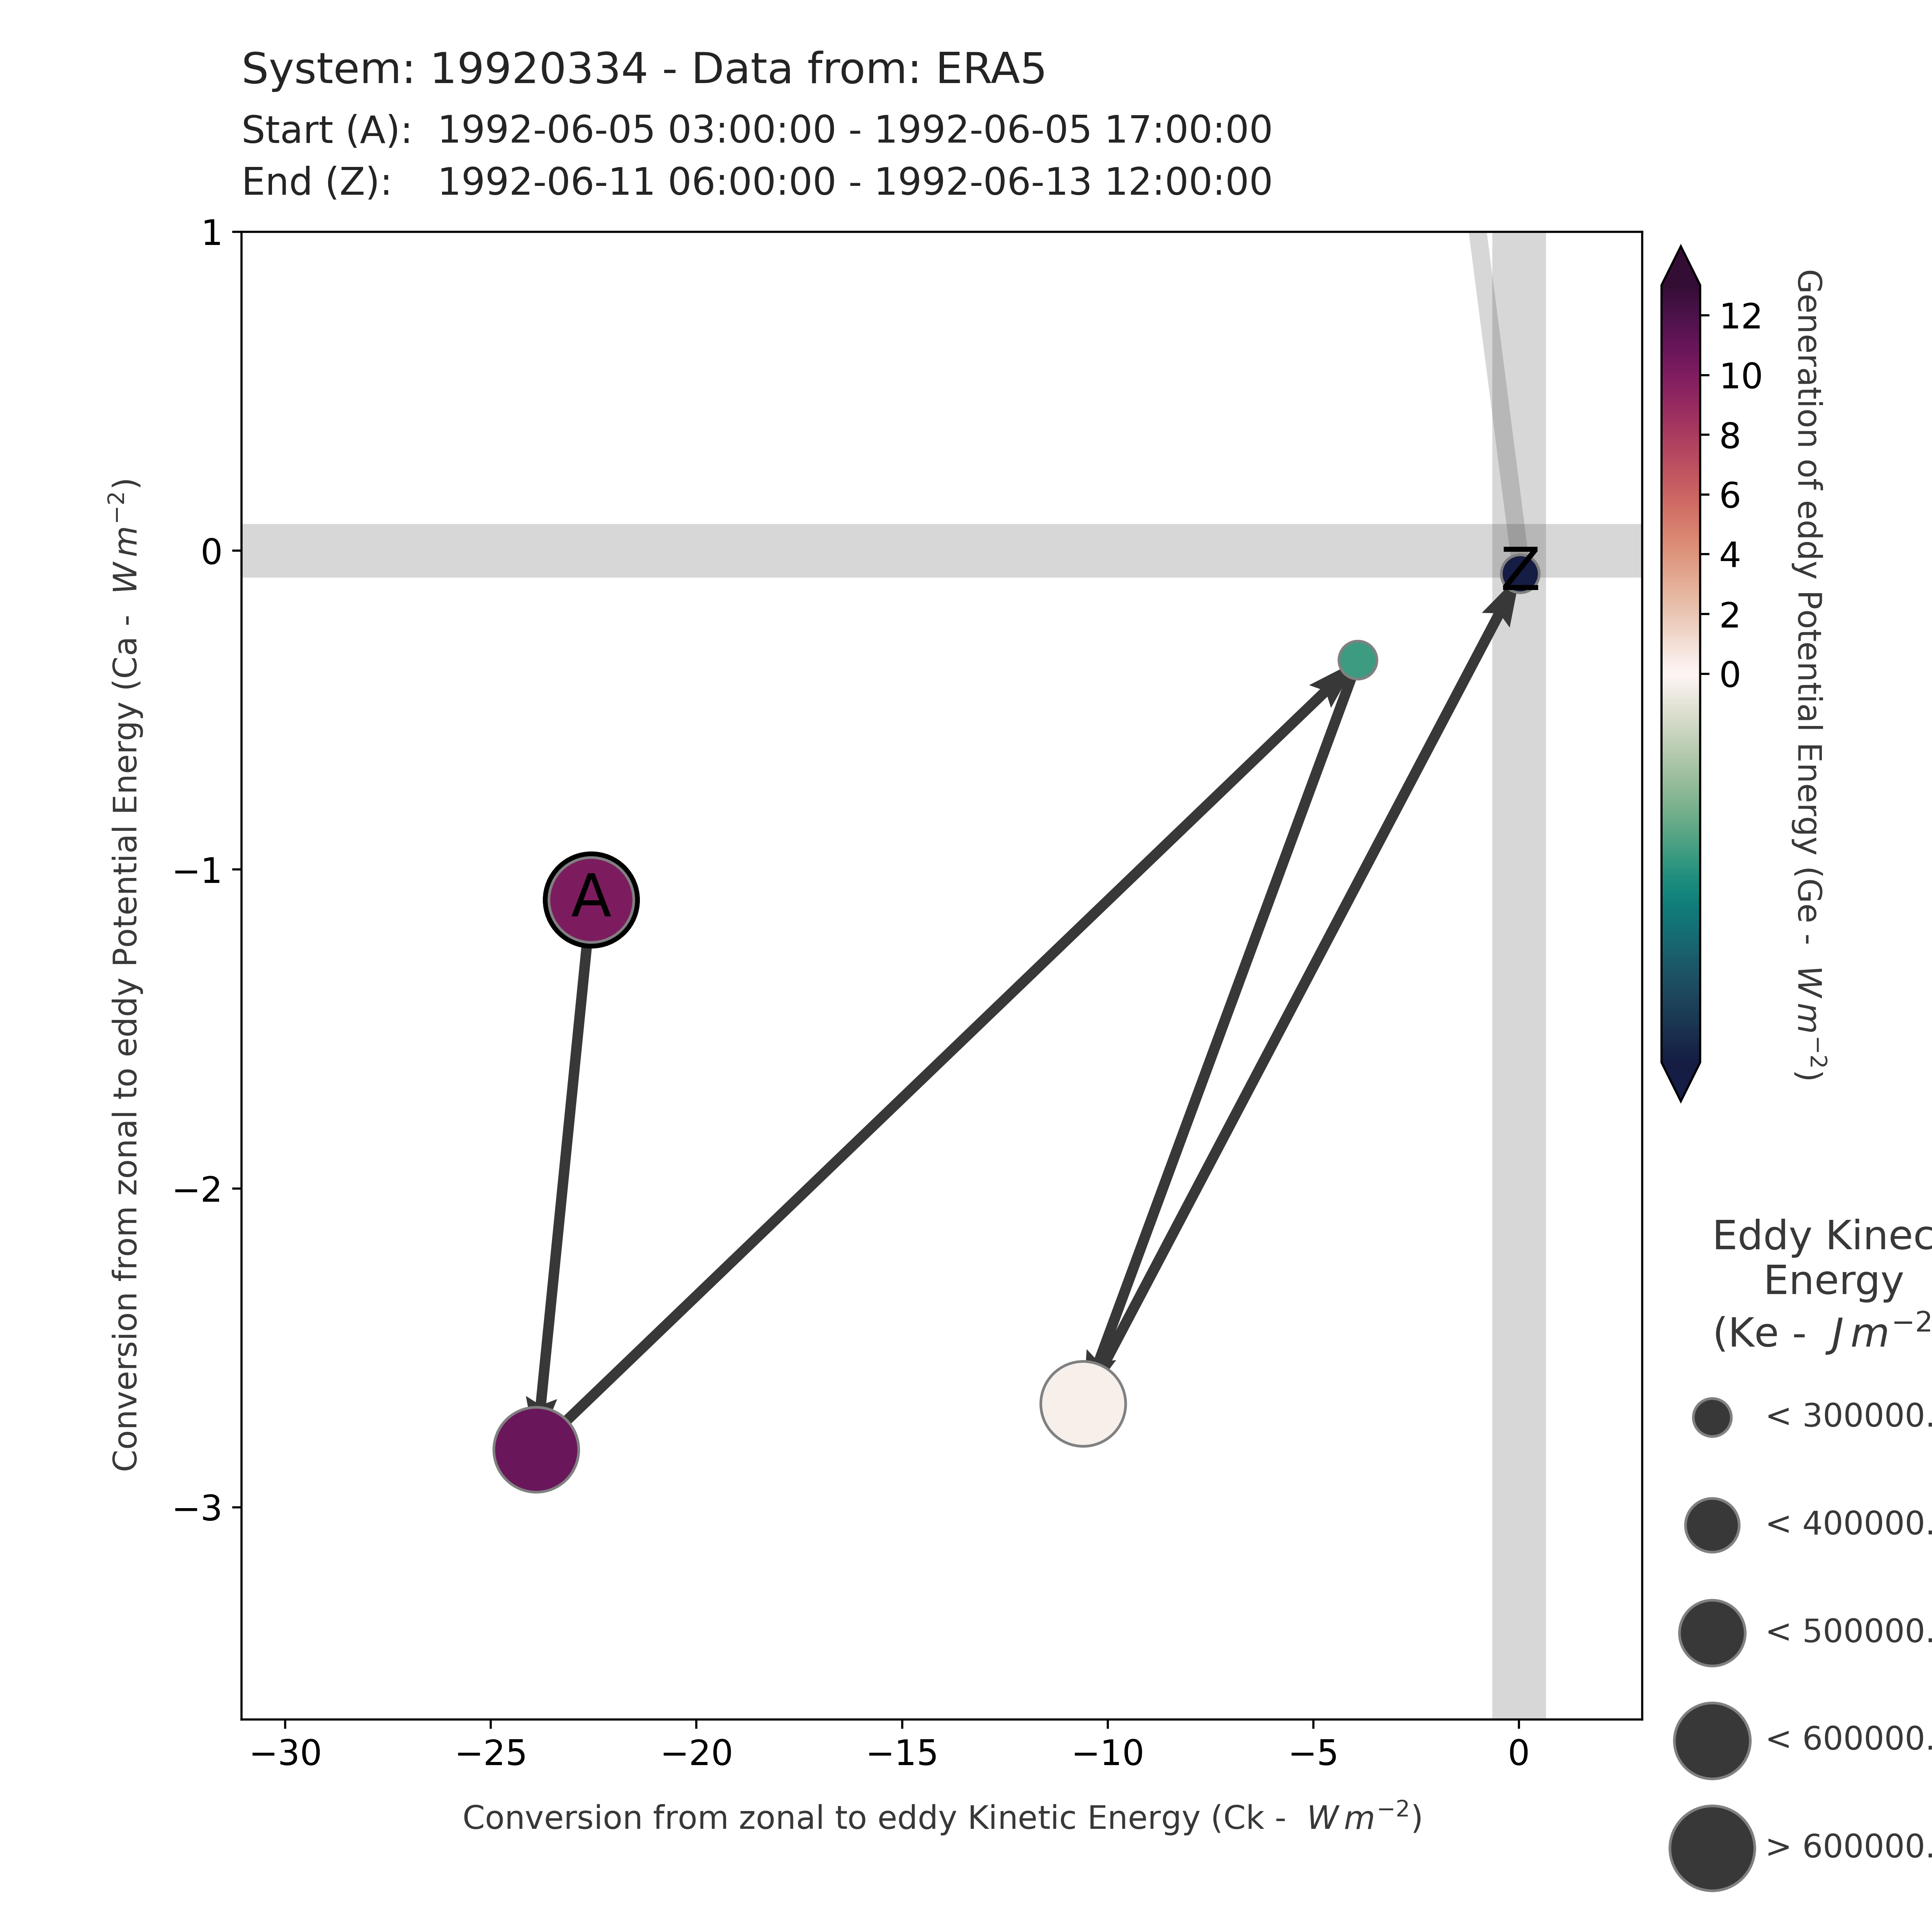 System: 19920334 - Data from: ERA5
Start (A): 1992-06-05 03:00:00 - 1992-06-05 17:00:00
End (Z): 1992-06-11 06:00:00 - 1992-06-13 12:00:00
1
0
−1
−2
−3
Conversion from zonal to eddy Potential Energy (Ca - W m⁻²)
A
Z
−30
−25
−20
−15
−10
−5
0
Conversion from zonal to eddy Kinetic Energy (Ck - W m⁻²)
12
10
8
6
4
2
0
Generation of eddy Potential Energy (Ge - W m⁻²)
Eddy Kinec
Energy
(Ke - J m⁻²
< 300000.
< 400000.
< 500000.
< 600000.
> 600000.